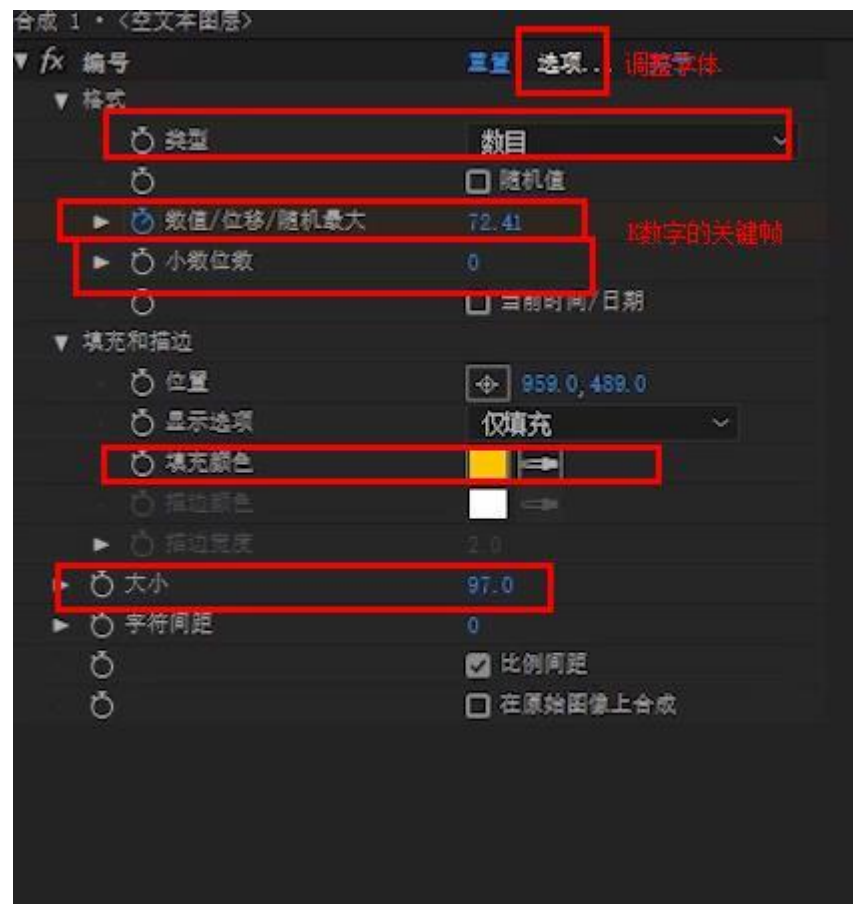 合成 1 • <空文本图层>
▼ fx 编号 重置 选项... 调整字体
▼ 格式
类型 数目
随机值
数值/位移/随机最大 72.41 K数字的关键帧
小数位数 0
当前时间/日期
▼ 填充和描边
位置 959.0, 489.0
显示选项 仅填充
填充颜色
描边颜色
描边宽度 2.0
大小 97.0
字符间距 0
比例间距
在原始图像上合成